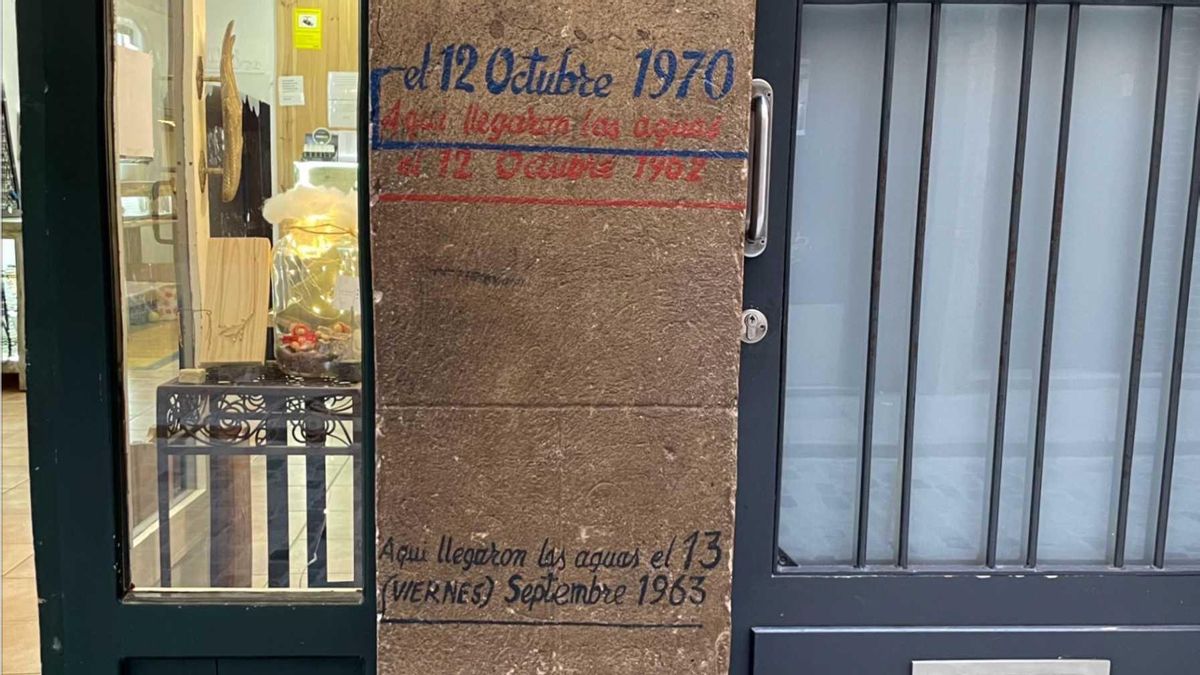 el 12 Octubre 1970
Aqui llegaron las aguas
el 12 Octubre 1962
Aqui llegaron las aguas el 13
(VIERNES) Septiembre 1963